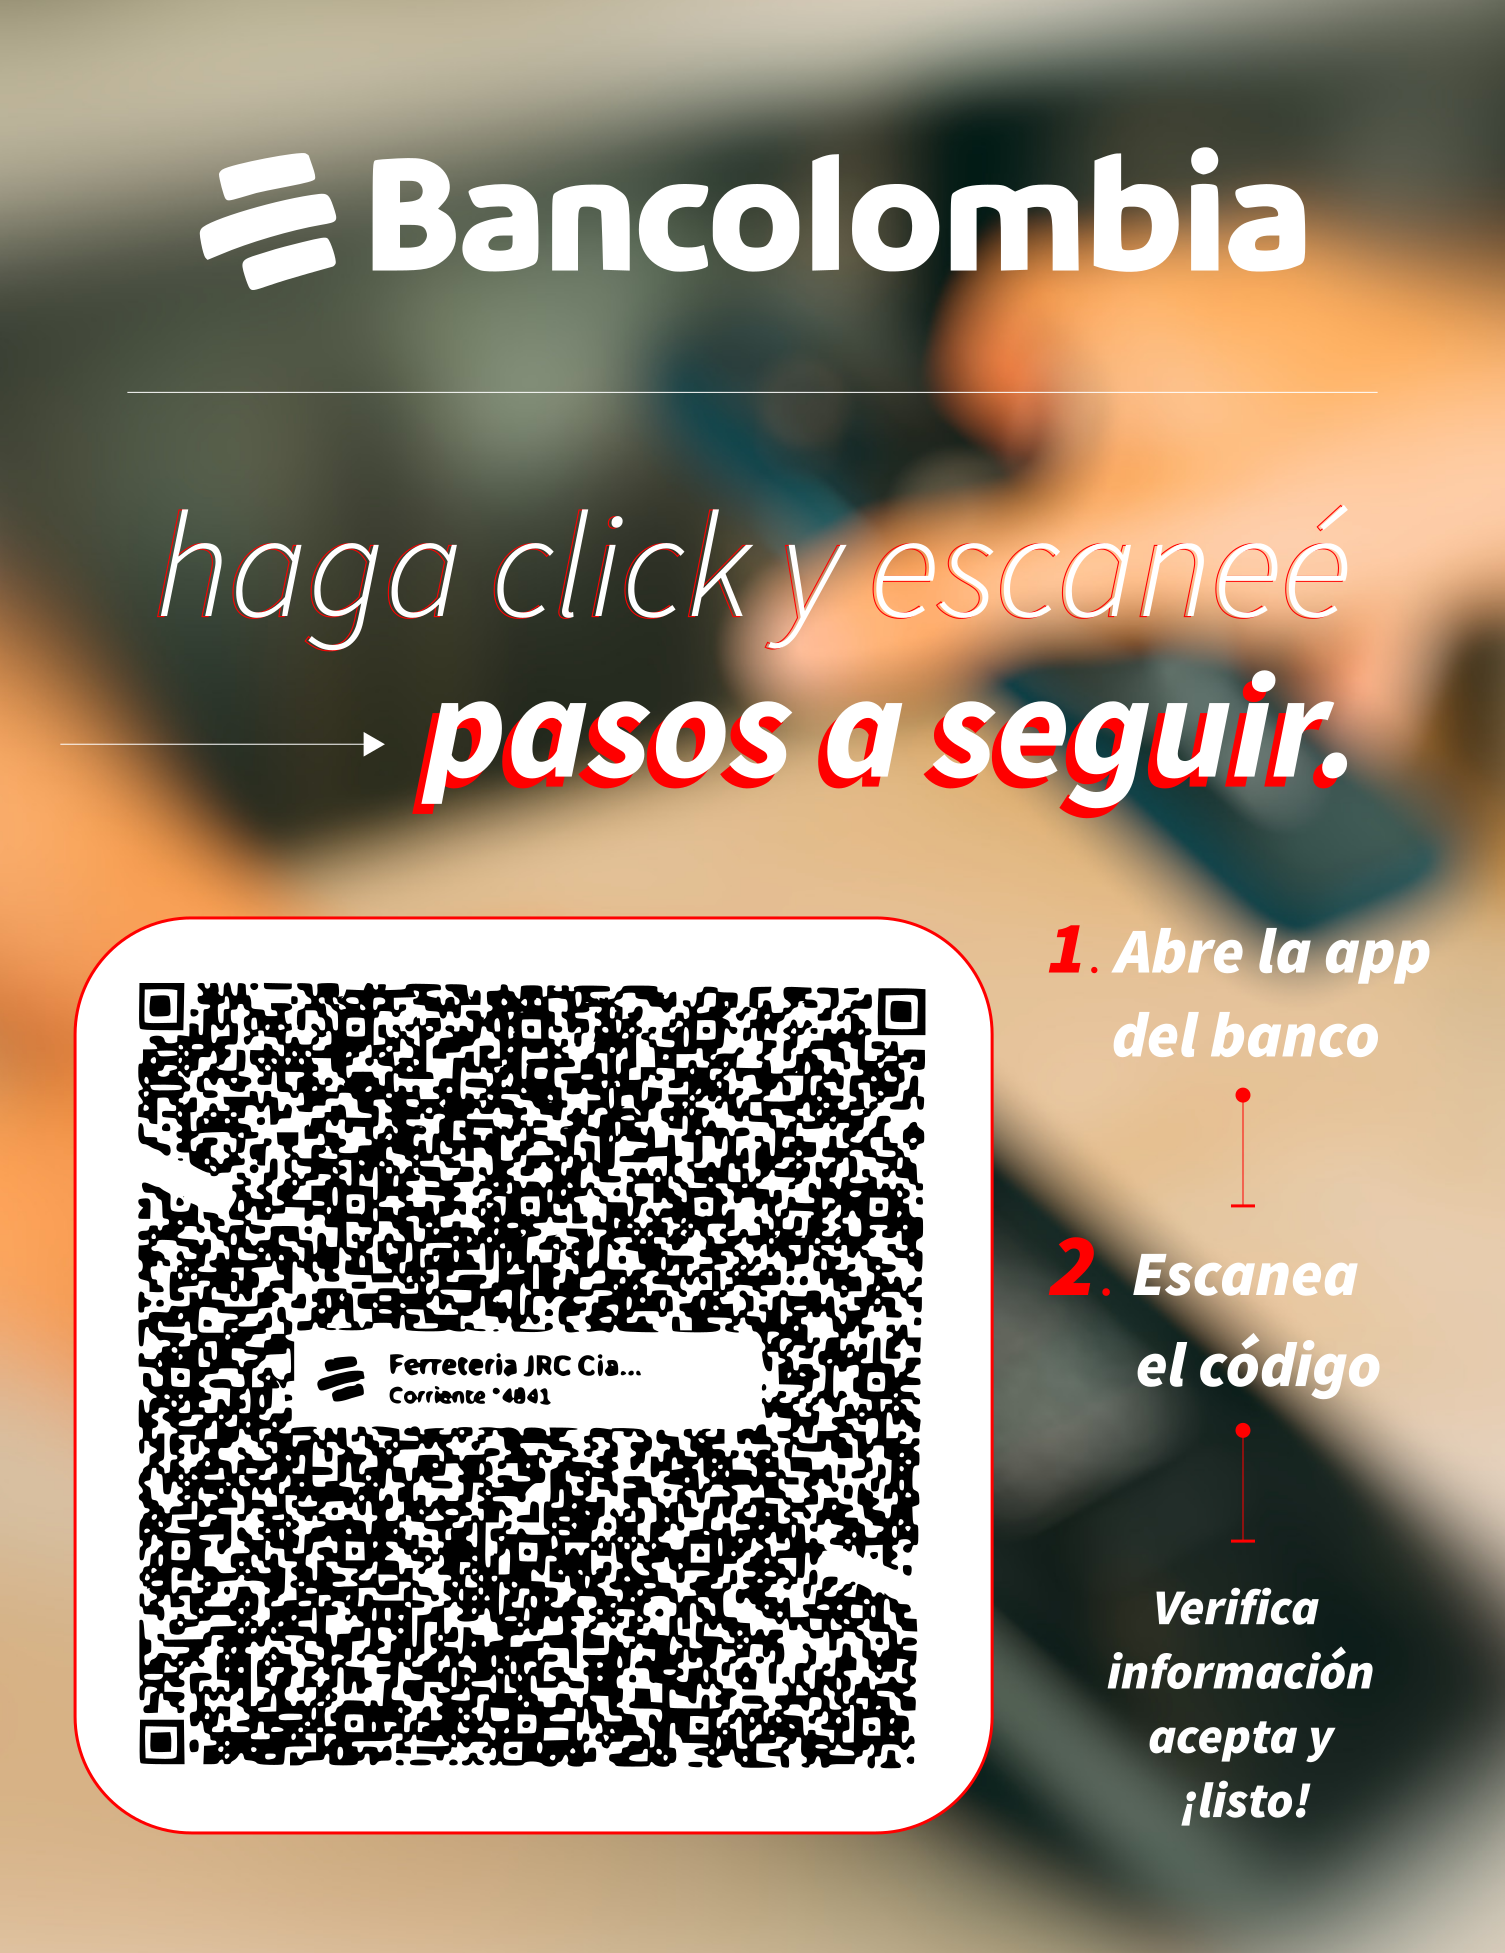 Bancolombia
haga click y escaneé
pasos a seguir.
1. Abre la app
del banco
2. Escanea
el código
Ferreteria JRC Cia...
Corriente *4841
Verifica
información
acepta y
¡listo!